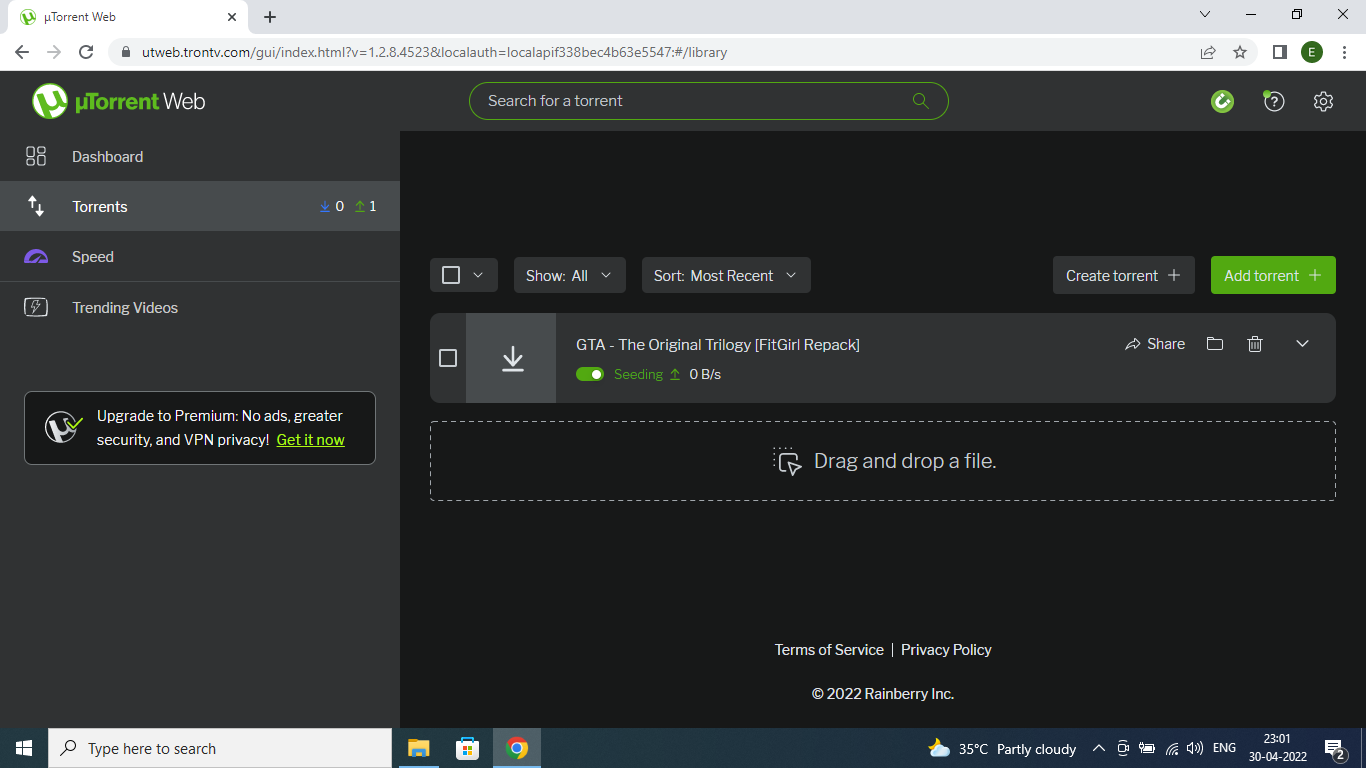 µTorrent Web
utweb.trontv.com/gui/index.html?v=1.2.8.4523&localauth=localapif338bec4b63e5547:#/library
E
µTorrent Web
Search for a torrent
Dashboard
Torrents 0 1
Speed
Trending Videos
Upgrade to Premium: No ads, greater
security, and VPN privacy! Get it now
Show: All
Sort: Most Recent
Create torrent +
Add torrent +
GTA - The Original Trilogy [FitGirl Repack]
Seeding 0 B/s
Share
Drag and drop a file.
Terms of Service | Privacy Policy
© 2022 Rainberry Inc.
Type here to search
35°C Partly cloudy
ENG
23:01
30-04-2022
2